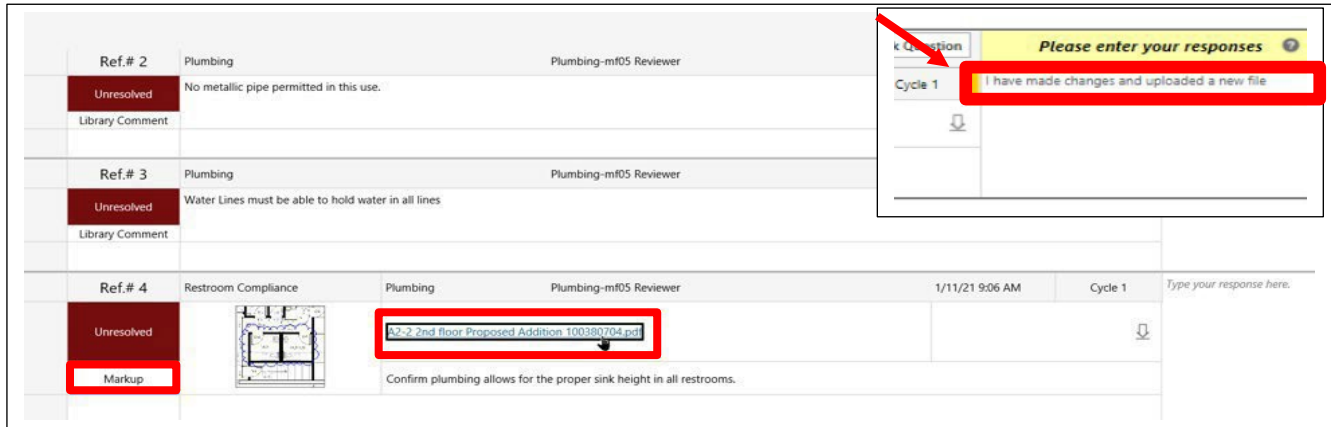 Ref.# 2 Plumbing Plumbing-mf05 Reviewer
Unresolved No metallic pipe permitted in this use.
Library Comment
Question Please enter your responses ?
Cycle 1 I have made changes and uploaded a new file
Ref.# 3 Plumbing Plumbing-mf05 Reviewer
Unresolved Water Lines must be able to hold water in all lines
Library Comment
Ref.# 4 Restroom Compliance Plumbing Plumbing-mf05 Reviewer 1/11/21 9:06 AM Cycle 1 Type your response here.
Unresolved A2-2 2nd floor Proposed Addition 100380704.pdf
Markup Confirm plumbing allows for the proper sink height in all restrooms.